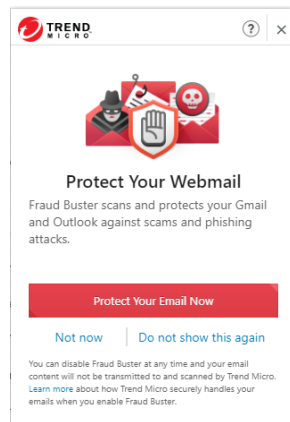 TREND
MICRO
?
×
Protect Your Webmail
Fraud Buster scans and protects your Gmail
and Outlook against scams and phishing
attacks.
Protect Your Email Now
Not now
Do not show this again
You can disable Fraud Buster at any time and your email
content will not be transmitted to and scanned by Trend Micro.
Learn more about how Trend Micro securely handles your
emails when you enable Fraud Buster.